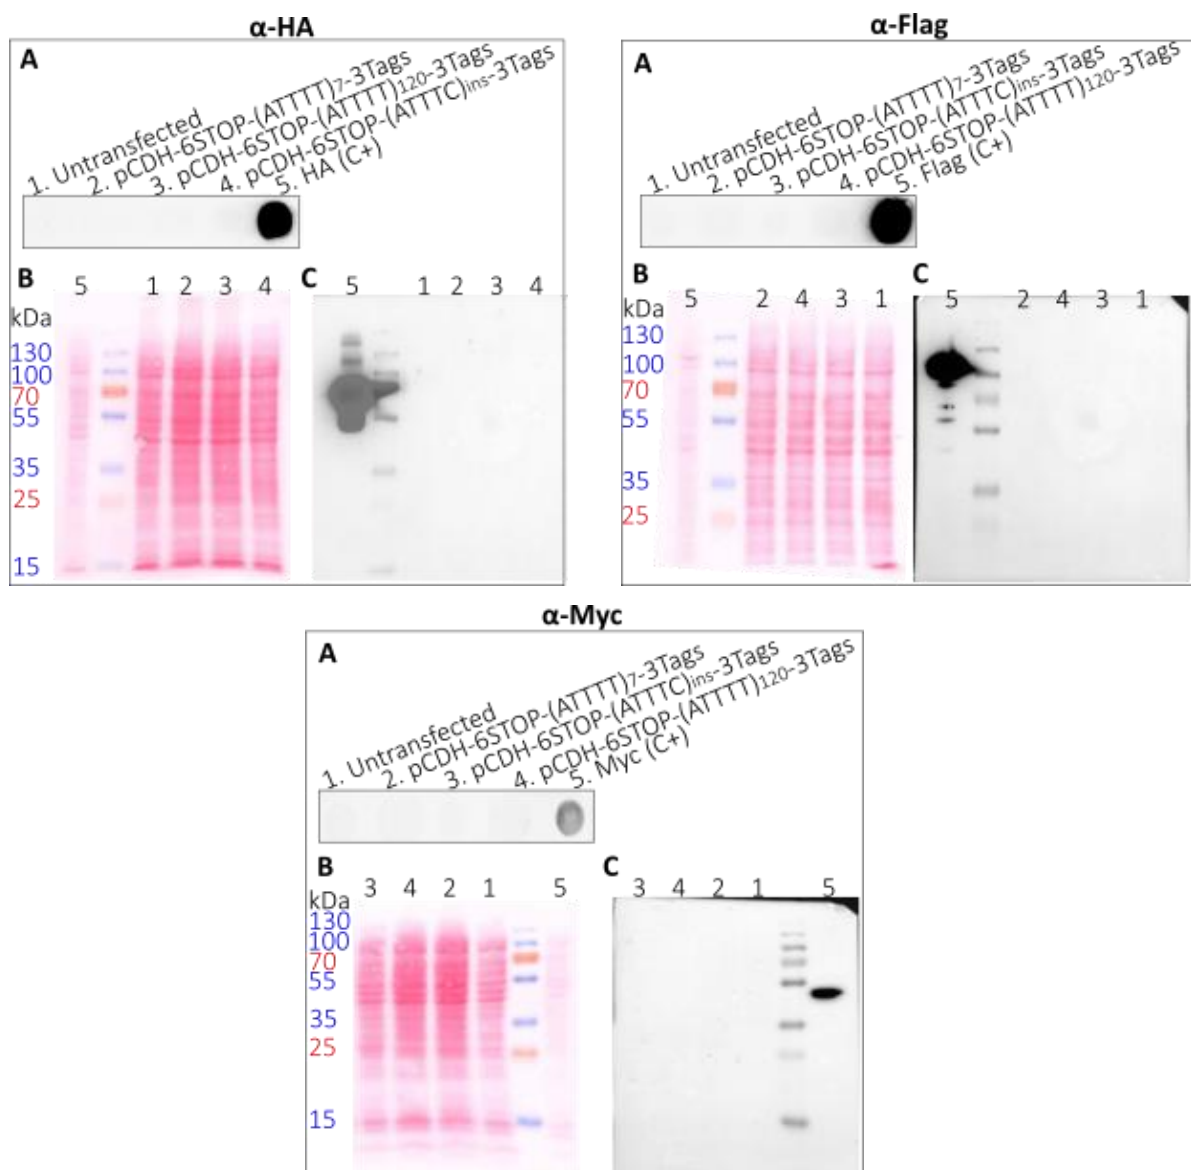 α-HA
A
1. Untransfected
2. pCDH-6STOP-(ATTTT)7-3Tags
3. pCDH-6STOP-(ATTTT)120-3Tags
4. pCDH-6STOP-(ATTTC)ins-3Tags
5. HA (C+)
B
5 1 2 3 4
kDa
130
100
70
55
35
25
15
C
5 1 2 3 4
α-Flag
A
1. Untransfected
2. pCDH-6STOP-(ATTTT)7-3Tags
3. pCDH-6STOP-(ATTTC)ins-3Tags
4. pCDH-6STOP-(ATTTT)120-3Tags
5. Flag (C+)
B
5 2 4 3 1
kDa
130
100
70
55
35
25
C
5 2 4 3 1
α-Myc
A
1. Untransfected
2. pCDH-6STOP-(ATTTT)7-3Tags
3. pCDH-6STOP-(ATTTC)ins-3Tags
4. pCDH-6STOP-(ATTTT)120-3Tags
5. Myc (C+)
B
3 4 2 1 5
kDa
130
100
70
55
35
25
15
C
3 4 2 1 5